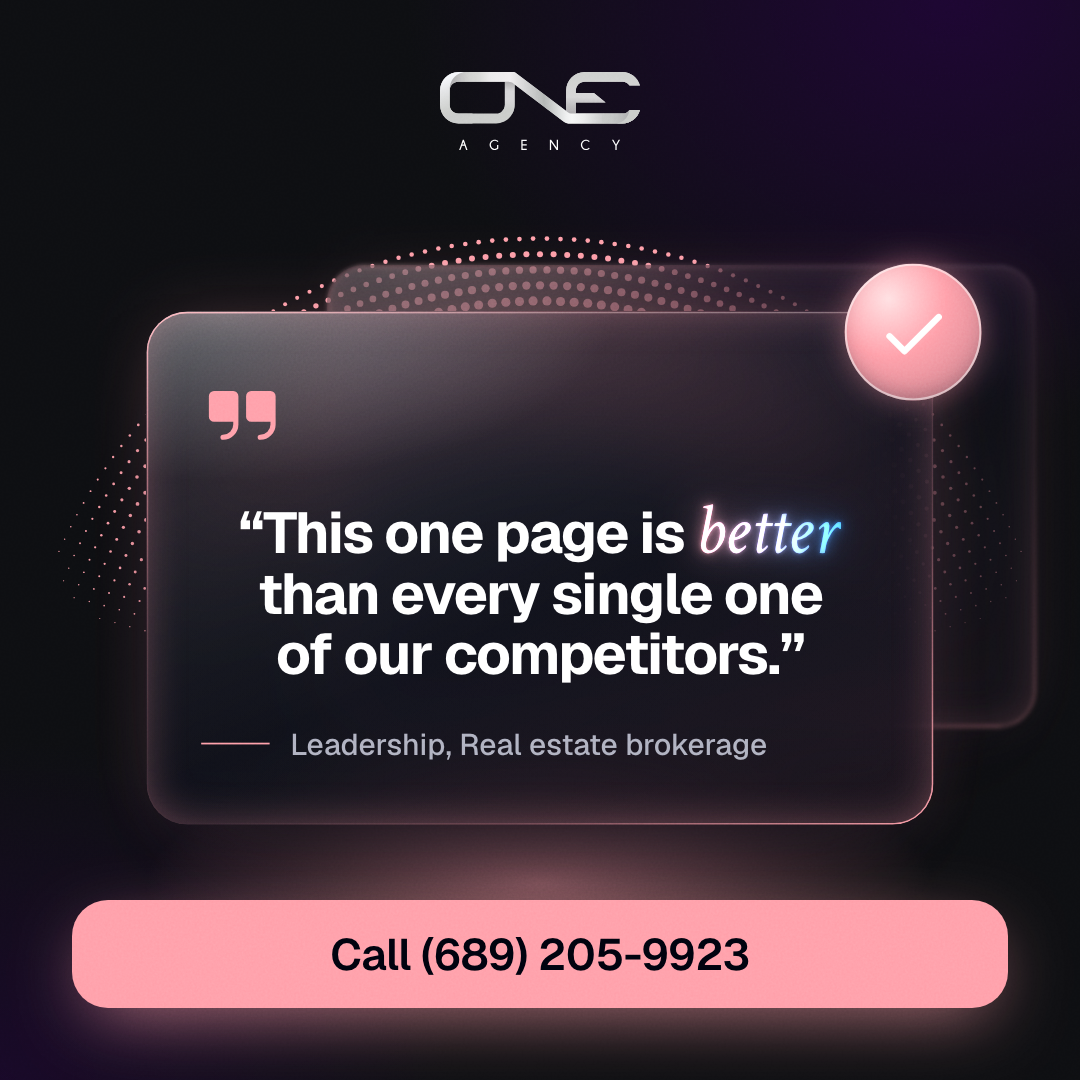 ONE
AGENCY
“This one page is better
than every single one
of our competitors.”
Leadership, Real estate brokerage
Call (689) 205-9923